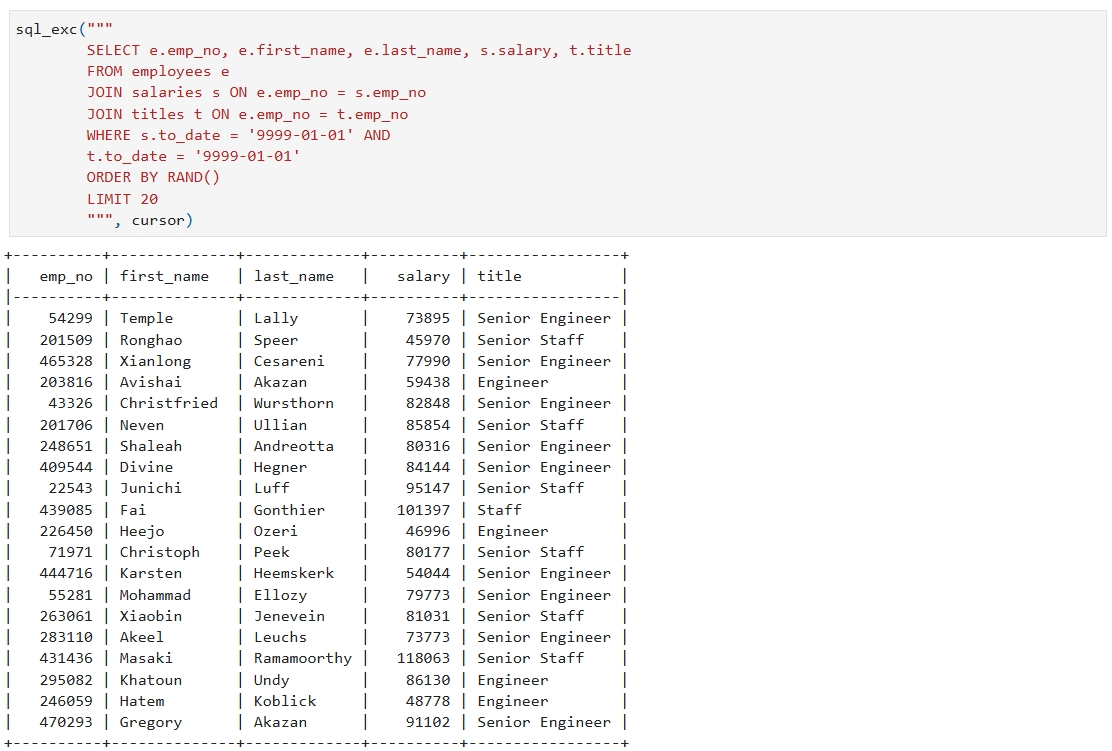 sql_exc("""
        SELECT e.emp_no, e.first_name, e.last_name, s.salary, t.title
        FROM employees e
        JOIN salaries s ON e.emp_no = s.emp_no
        JOIN titles t ON e.emp_no = t.emp_no
        WHERE s.to_date = '9999-01-01' AND
        t.to_date = '9999-01-01'
        ORDER BY RAND()
        LIMIT 20
        """, cursor)
+----------+--------------+-------------+----------+-----------------+
|   emp_no | first_name   | last_name   |   salary | title           |
|----------+--------------+-------------+----------+-----------------|
|    54299 | Temple       | Lally       |    73895 | Senior Engineer |
|   201509 | Ronghao      | Speer       |    45970 | Senior Staff    |
|   465328 | Xianlong     | Cesareni    |    77990 | Senior Engineer |
|   203816 | Avishai      | Akazan      |    59438 | Engineer        |
|    43326 | Christfried  | Wursthorn   |    82848 | Senior Engineer |
|   201706 | Neven        | Ullian      |    85854 | Senior Staff    |
|   248651 | Shaleah      | Andreotta   |    80316 | Senior Engineer |
|   409544 | Divine       | Hegner      |    84144 | Senior Engineer |
|    22543 | Junichi      | Luff        |    95147 | Senior Staff    |
|   439085 | Fai          | Gonthier    |   101397 | Staff           |
|   226450 | Heejo        | Ozeri       |    46996 | Engineer        |
|    71971 | Christoph    | Peek        |    80177 | Senior Staff    |
|   444716 | Karsten      | Heemskerk   |    54044 | Senior Engineer |
|    55281 | Mohammad     | Ellozy      |    79773 | Senior Engineer |
|   263061 | Xiaobin      | Jenevein    |    81031 | Senior Staff    |
|   283110 | Akeel        | Leuchs      |    73773 | Senior Engineer |
|   431436 | Masaki       | Ramamoorthy |   118063 | Senior Staff    |
|   295082 | Khatoun      | Undy        |    86130 | Engineer        |
|   246059 | Hatem        | Koblick     |    48778 | Engineer        |
|   470293 | Gregory      | Akazan      |    91102 | Senior Engineer |
+----------+--------------+-------------+----------+-----------------+